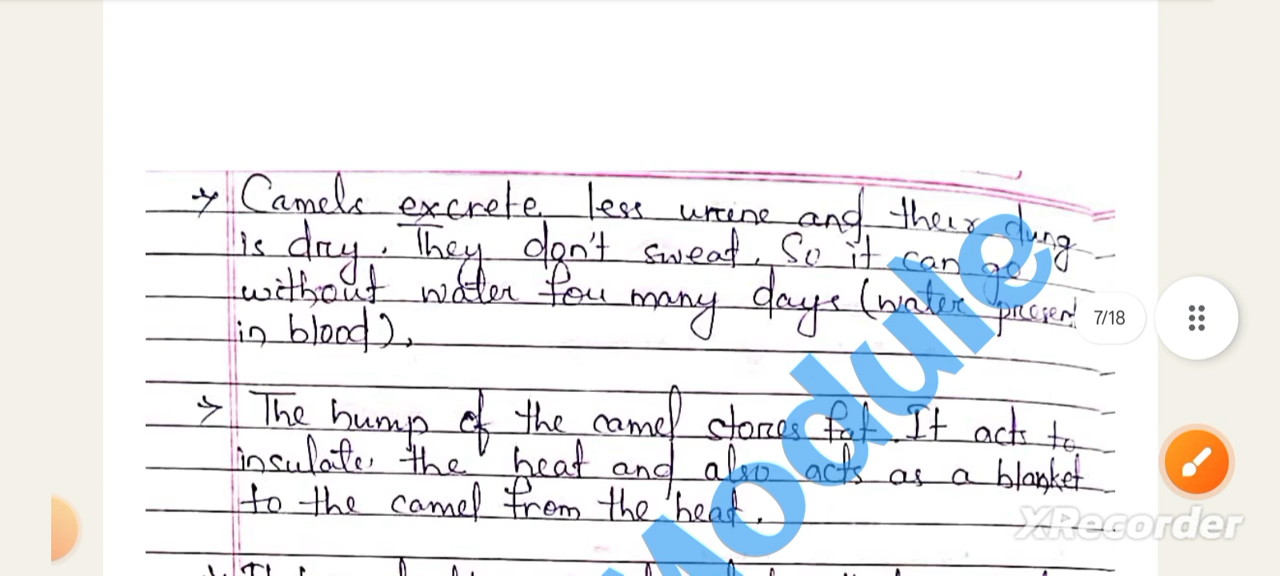 → Camels excrete less urine and their dung
is dry. They don't sweat. So it can go
without water for many days (water present
in blood).
7/18
→ The hump of the camel stores fat. It acts to
insulate the heat and also acts as a blanket
to the camel from the heat.
Module
XRecorder